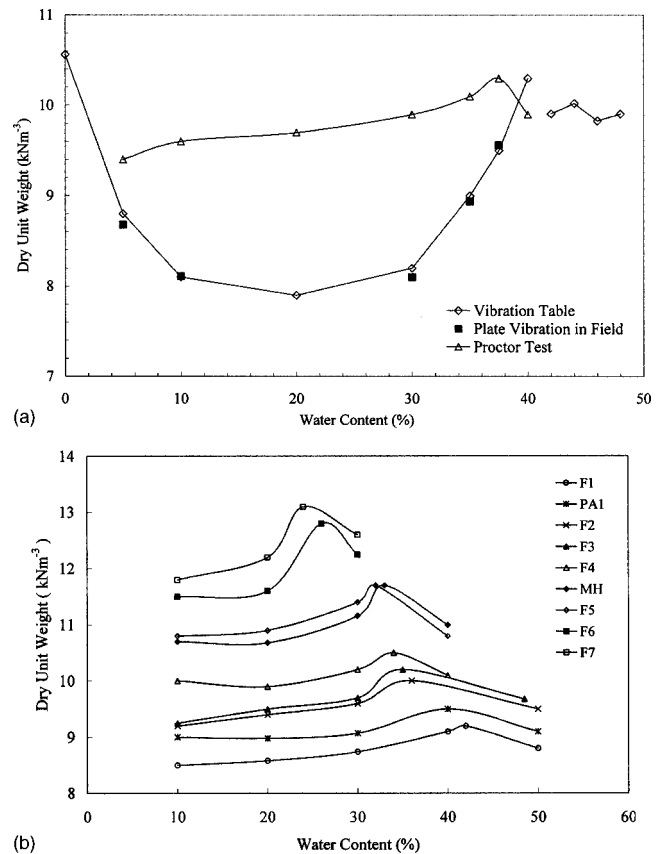 11
10
9
8
7
0
10
20
30
40
50
Dry Unit Weight (kNm-3)
Water Content (%)
Vibration Table
Plate Vibration in Field
Proctor Test
(a)
14
13
12
11
10
9
8
0
10
20
30
40
50
60
Dry Unit Weight ( kNm-3)
Water Content (%)
F1
PA1
F2
F3
F4
MH
F5
F6
F7
(b)